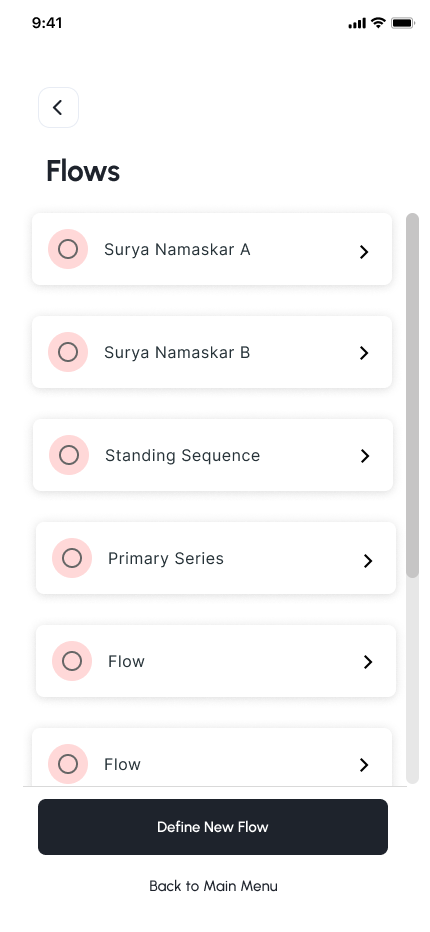 9:41
Flows
Surya Namaskar A
Surya Namaskar B
Standing Sequence
Primary Series
Flow
Flow
Define New Flow
Back to Main Menu